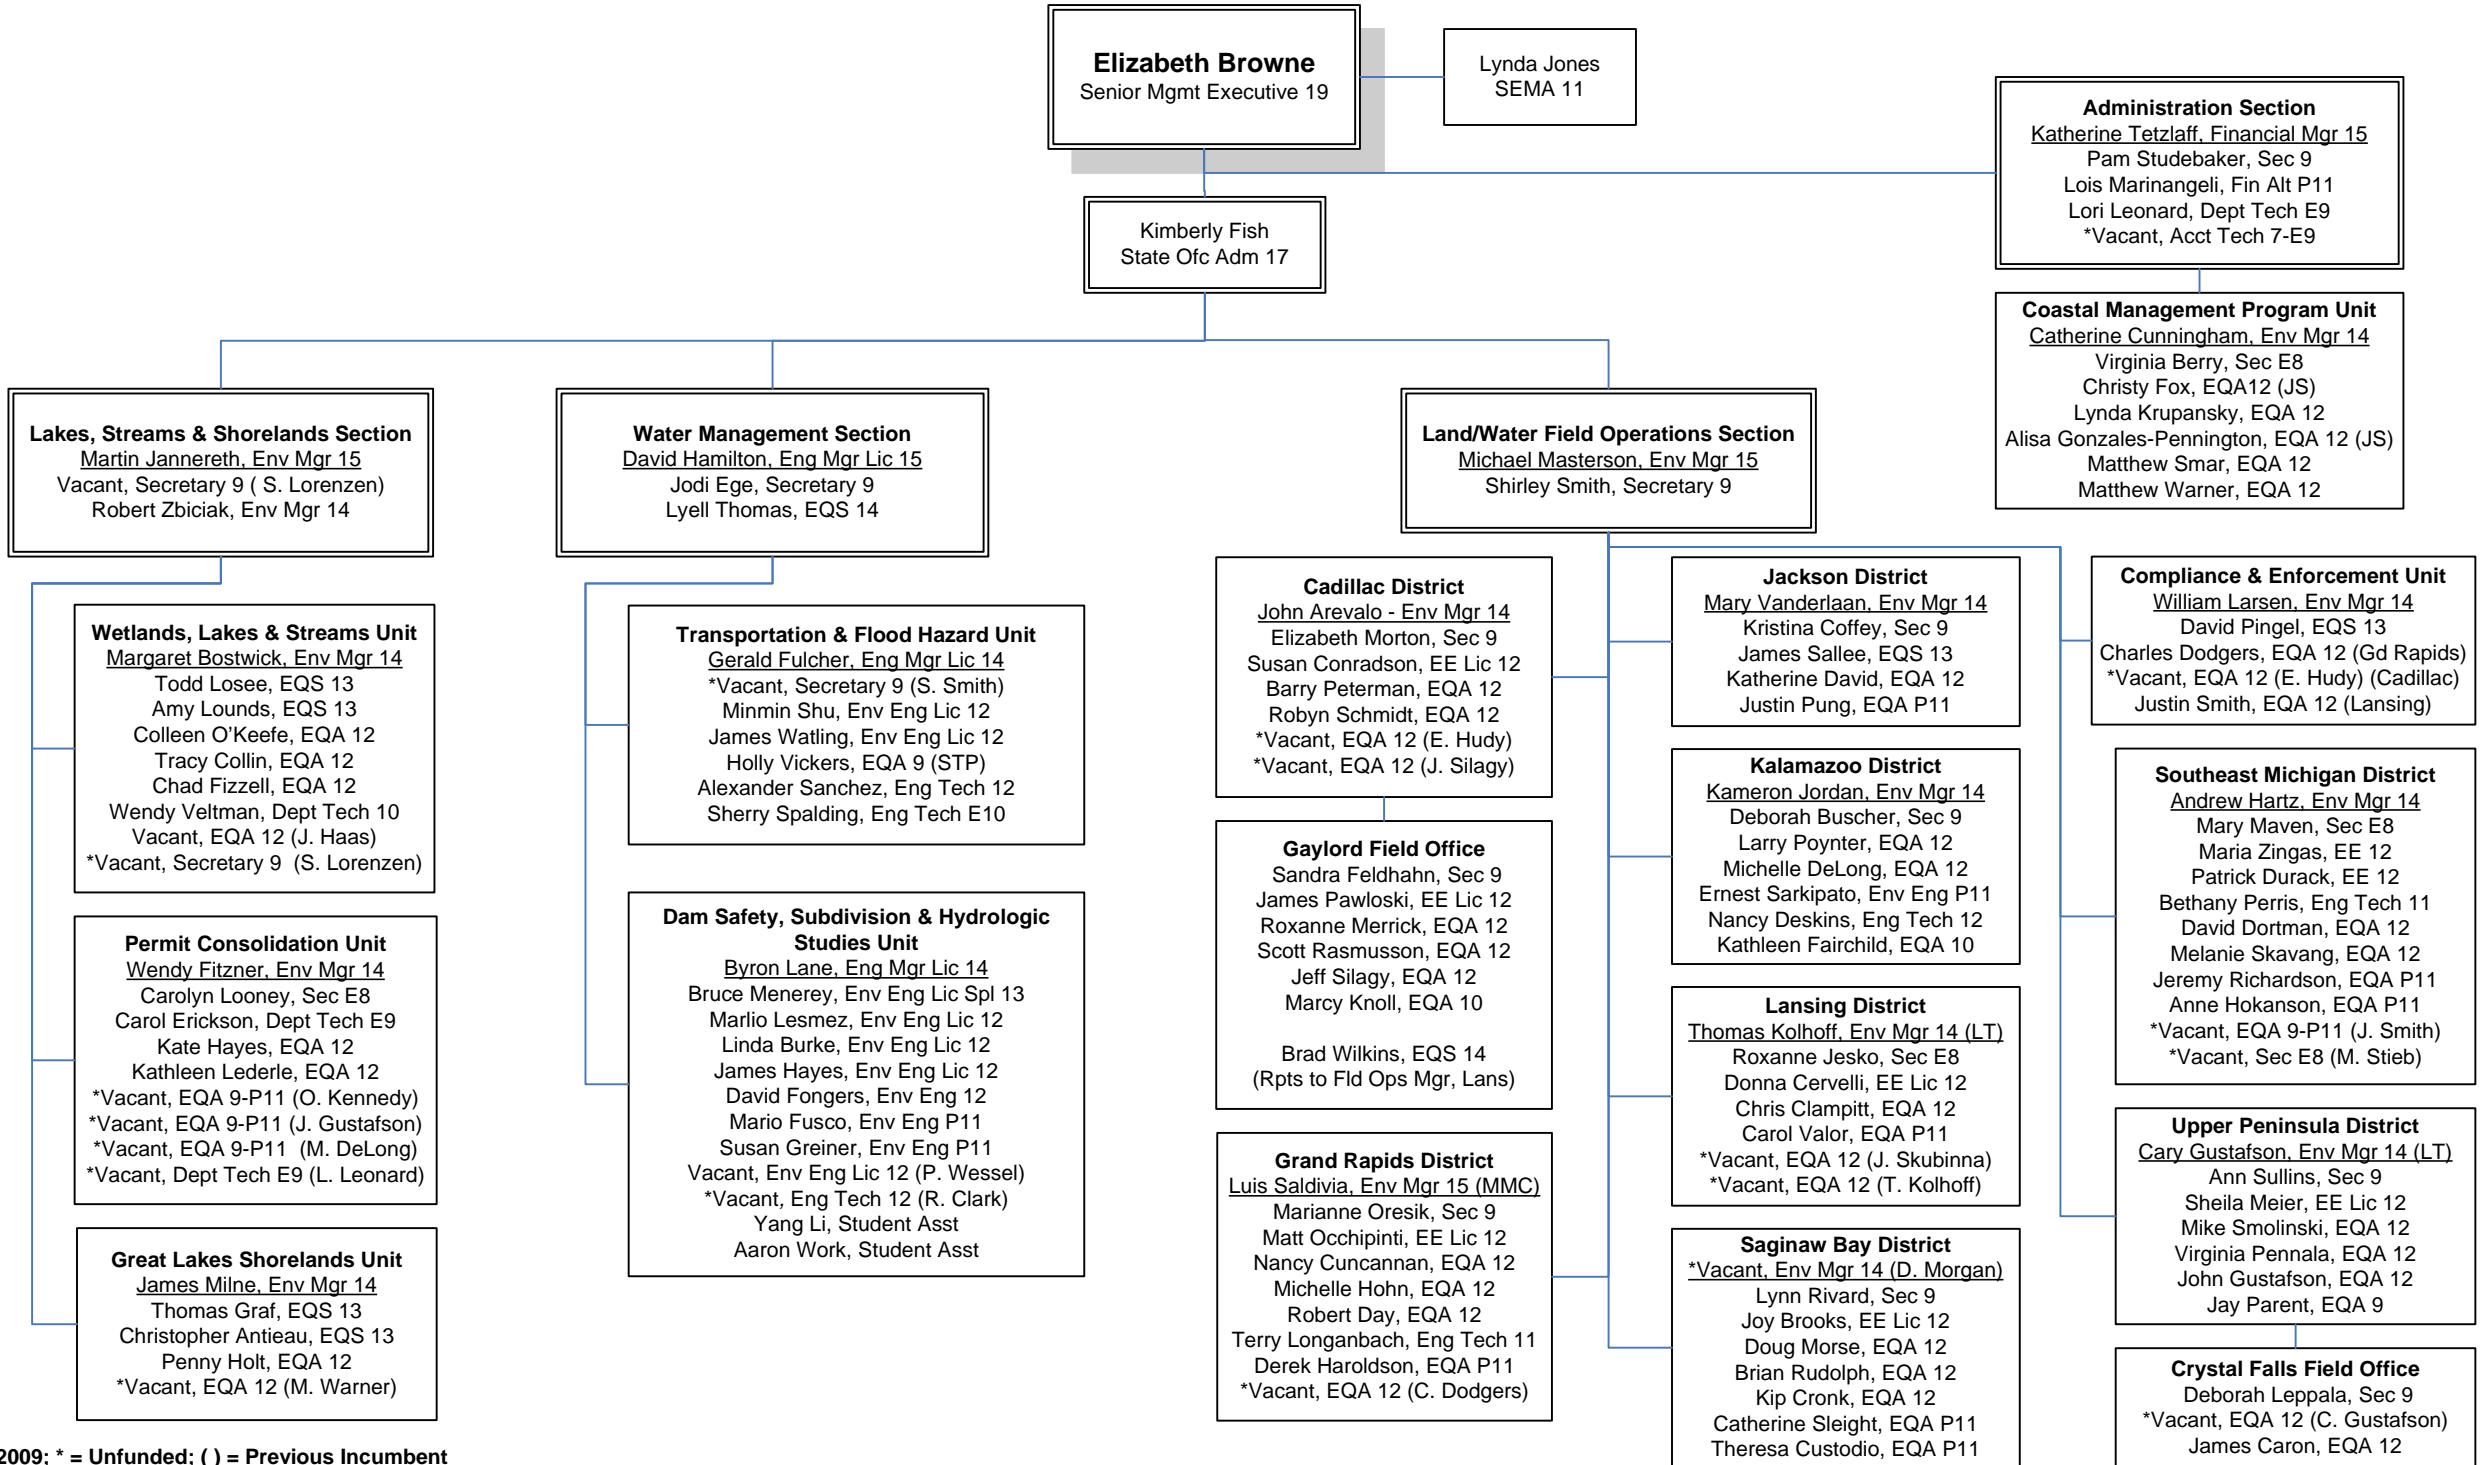 Elizabeth Browne
Senior Mgmt Executive 19
Lynda Jones
SEMA 11
Administration Section
Katherine Tetzlaff, Financial Mgr 15
Pam Studebaker, Sec 9
Lois Marinangeli, Fin Alt P11
Lori Leonard, Dept Tech E9
*Vacant, Acct Tech 7-E9
Kimberly Fish
State Ofc Adm 17
Coastal Management Program Unit
Catherine Cunningham, Env Mgr 14
Virginia Berry, Sec E8
Christy Fox, EQA12 (JS)
Lynda Krupansky, EQA 12
Alisa Gonzales-Pennington, EQA 12 (JS)
Matthew Smar, EQA 12
Matthew Warner, EQA 12
Lakes, Streams & Shorelands Section
Martin Jannereth, Env Mgr 15
Vacant, Secretary 9 ( S. Lorenzen)
Robert Zbiciak, Env Mgr 14
Water Management Section
David Hamilton, Eng Mgr Lic 15
Jodi Ege, Secretary 9
Lyell Thomas, EQS 14
Land/Water Field Operations Section
Michael Masterson, Env Mgr 15
Shirley Smith, Secretary 9
Wetlands, Lakes & Streams Unit
Margaret Bostwick, Env Mgr 14
Todd Losee, EQS 13
Amy Lounds, EQS 13
Colleen O'Keefe, EQA 12
Tracy Collin, EQA 12
Chad Fizzell, EQA 12
Wendy Veltman, Dept Tech 10
Vacant, EQA 12 (J. Haas)
*Vacant, Secretary 9 (S. Lorenzen)
Permit Consolidation Unit
Wendy Fitzner, Env Mgr 14
Carolyn Looney, Sec E8
Carol Erickson, Dept Tech E9
Kate Hayes, EQA 12
Kathleen Lederle, EQA 12
*Vacant, EQA 9-P11 (O. Kennedy)
*Vacant, EQA 9-P11 (J. Gustafson)
*Vacant, EQA 9-P11 (M. DeLong)
*Vacant, Dept Tech E9 (L. Leonard)
Great Lakes Shorelands Unit
James Milne, Env Mgr 14
Thomas Graf, EQS 13
Christopher Antieau, EQS 13
Penny Holt, EQA 12
*Vacant, EQA 12 (M. Warner)
Transportation & Flood Hazard Unit
Gerald Fulcher, Eng Mgr Lic 14
*Vacant, Secretary 9 (S. Smith)
Minmin Shu, Env Eng Lic 12
James Watling, Env Eng Lic 12
Holly Vickers, EQA 9 (STP)
Alexander Sanchez, Eng Tech 12
Sherry Spalding, Eng Tech E10
Dam Safety, Subdivision & Hydrologic
Studies Unit
Byron Lane, Eng Mgr Lic 14
Bruce Menerey, Env Eng Lic Spl 13
Marlio Lesmez, Env Eng Lic 12
Linda Burke, Env Eng Lic 12
James Hayes, Env Eng Lic 12
David Fongers, Env Eng 12
Mario Fusco, Env Eng P11
Susan Greiner, Env Eng P11
Vacant, Env Eng Lic 12 (P. Wessel)
*Vacant, Eng Tech 12 (R. Clark)
Yang Li, Student Asst
Aaron Work, Student Asst
Cadillac District
John Arevalo - Env Mgr 14
Elizabeth Morton, Sec 9
Susan Conradson, EE Lic 12
Barry Peterman, EQA 12
Robyn Schmidt, EQA 12
*Vacant, EQA 12 (E. Hudy)
*Vacant, EQA 12 (J. Silagy)
Gaylord Field Office
Sandra Feldhahn, Sec 9
James Pawloski, EE Lic 12
Roxanne Merrick, EQA 12
Scott Rasmusson, EQA 12
Jeff Silagy, EQA 12
Marcy Knoll, EQA 10
Brad Wilkins, EQS 14
(Rpts to Fld Ops Mgr, Lans)
Grand Rapids District
Luis Saldivia, Env Mgr 15 (MMC)
Marianne Oresik, Sec 9
Matt Occhipinti, EE Lic 12
Nancy Cuncannan, EQA 12
Michelle Hohn, EQA 12
Robert Day, EQA 12
Terry Longanbach, Eng Tech 11
Derek Haroldson, EQA P11
*Vacant, EQA 12 (C. Dodgers)
Jackson District
Mary Vanderlaan, Env Mgr 14
Kristina Coffey, Sec 9
James Sallee, EQS 13
Katherine David, EQA 12
Justin Pung, EQA P11
Kalamazoo District
Kameron Jordan, Env Mgr 14
Deborah Buscher, Sec 9
Larry Poynter, EQA 12
Michelle DeLong, EQA 12
Ernest Sarkipato, Env Eng P11
Nancy Deskins, Eng Tech 12
Kathleen Fairchild, EQA 10
Lansing District
Thomas Kolhoff, Env Mgr 14 (LT)
Roxanne Jesko, Sec E8
Donna Cervelli, EE Lic 12
Chris Clampitt, EQA 12
Carol Valor, EQA P11
*Vacant, EQA 12 (J. Skubinna)
*Vacant, EQA 12 (T. Kolhoff)
Saginaw Bay District
*Vacant, Env Mgr 14 (D. Morgan)
Lynn Rivard, Sec 9
Joy Brooks, EE Lic 12
Doug Morse, EQA 12
Brian Rudolph, EQA 12
Kip Cronk, EQA 12
Catherine Sleight, EQA P11
Theresa Custodio, EQA P11
Compliance & Enforcement Unit
William Larsen, Env Mgr 14
David Pingel, EQS 13
Charles Dodgers, EQA 12 (Gd Rapids)
*Vacant, EQA 12 (E. Hudy) (Cadillac)
Justin Smith, EQA 12 (Lansing)
Southeast Michigan District
Andrew Hartz, Env Mgr 14
Mary Maven, Sec E8
Maria Zingas, EE 12
Patrick Durack, EE 12
Bethany Perris, Eng Tech 11
David Dortman, EQA 12
Melanie Skavang, EQA 12
Jeremy Richardson, EQA P11
Anne Hokanson, EQA P11
*Vacant, EQA 9-P11 (J. Smith)
*Vacant, Sec E8 (M. Stieb)
Upper Peninsula District
Cary Gustafson, Env Mgr 14 (LT)
Ann Sullins, Sec 9
Sheila Meier, EE Lic 12
Mike Smolinski, EQA 12
Virginia Pennala, EQA 12
John Gustafson, EQA 12
Jay Parent, EQA 9
Crystal Falls Field Office
Deborah Leppala, Sec 9
*Vacant, EQA 12 (C. Gustafson)
James Caron, EQA 12
2009; * = Unfunded; ( ) = Previous Incumbent